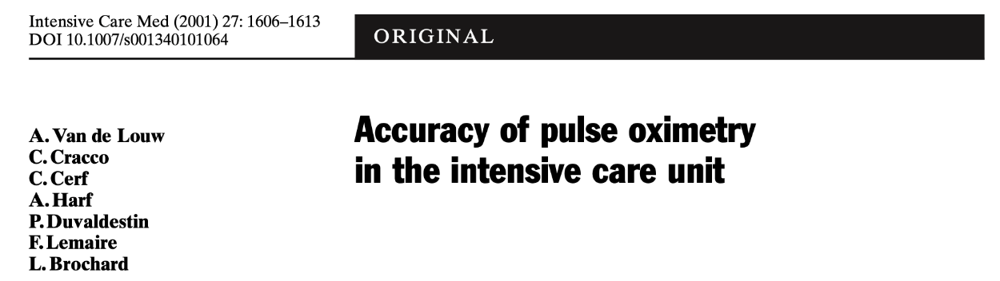 Intensive Care Med (2001) 27: 1606–1613
DOI 10.1007/s001340101064
ORIGINAL
A. Van de Louw
C. Cracco
C. Cerf
A. Harf
P. Duvaldestin
F. Lemaire
L. Brochard
Accuracy of pulse oximetry
in the intensive care unit